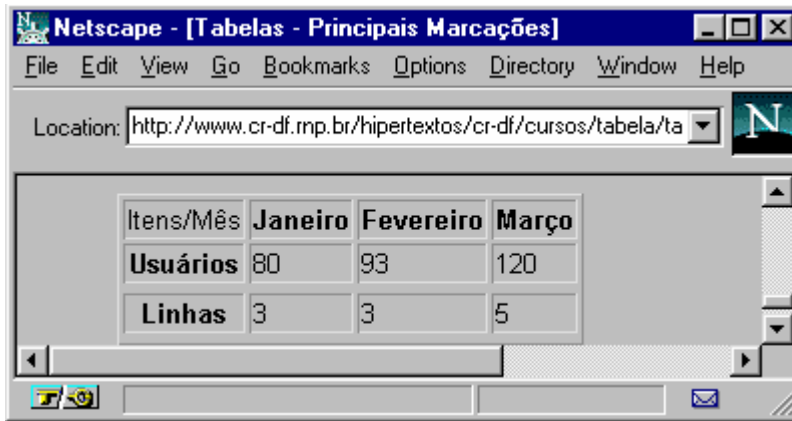 Netscape - [Tabelas - Principais Marcações]
File Edit View Go Bookmarks Options Directory Window Help
Location: http://www.cr-df.rnp.br/hipertextos/cr-df/cursos/tabela/ta
N
Itens/Mês Janeiro Fevereiro Março
Usuários 80 93 120
Linhas 3 3 5